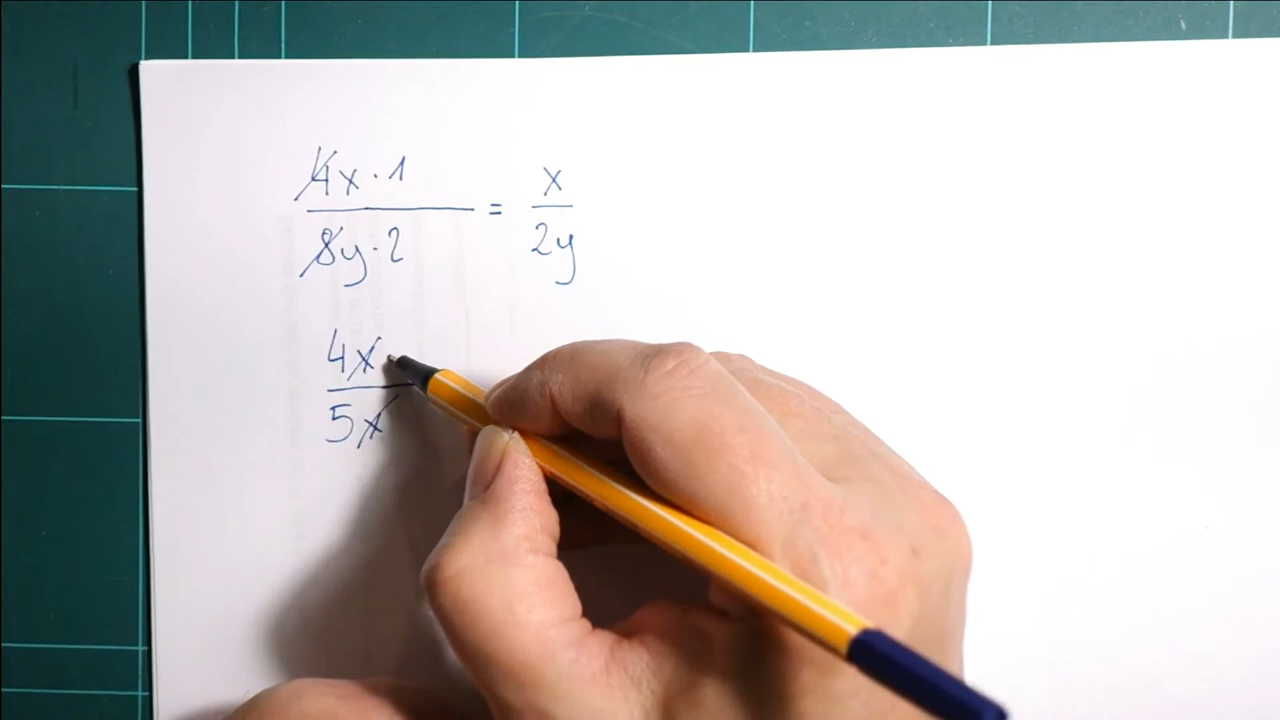 4x · 1 / 8y · 2 = x / 2y
4x / 5x